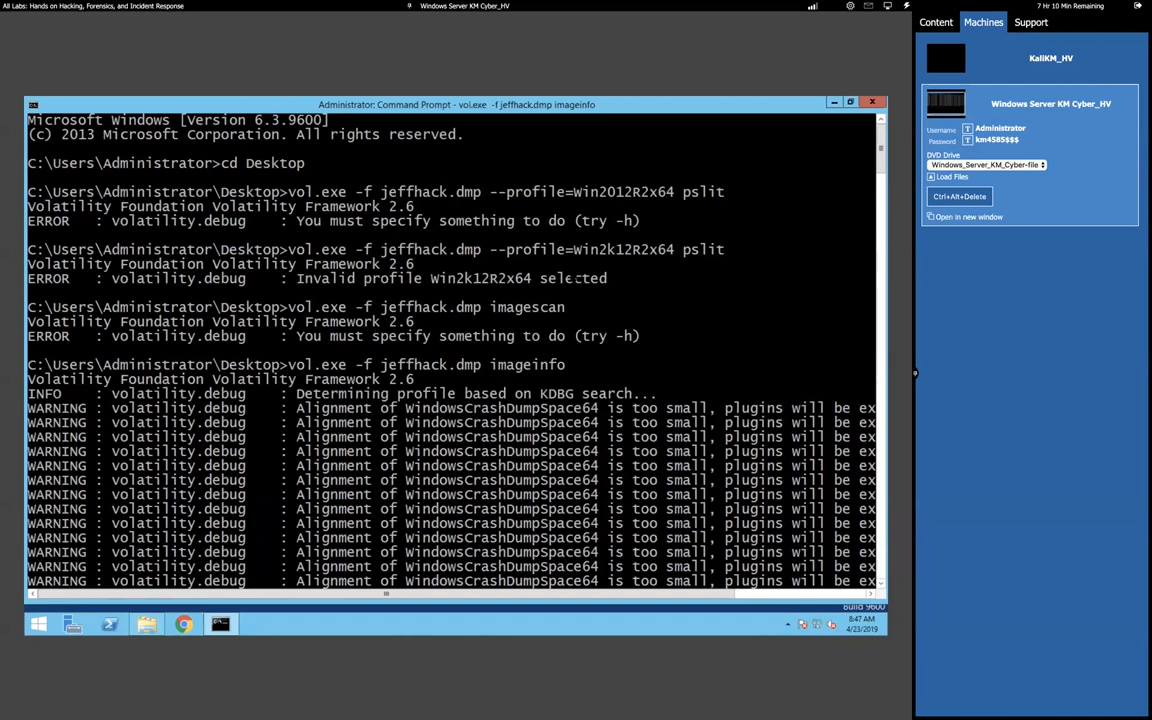 All Labs: Hands on Hacking, Forensics, and Incident Response
Windows Server KM Cyber_HV
7 Hr 10 Min Remaining
Content
Machines
Support
KaliKM_HV
Windows Server KM Cyber_HV
Username
Administrator
Password
km4585$$$
DVD Drive
Windows_Server_KM_Cyber-file
Load Files
Ctrl+Alt+Delete
Open in new window
Administrator: Command Prompt - vol.exe -f jeffhack.dmp imageinfo
Microsoft Windows [Version 6.3.9600]
(c) 2013 Microsoft Corporation. All rights reserved.
C:\Users\Administrator>cd Desktop
C:\Users\Administrator\Desktop>vol.exe -f jeffhack.dmp --profile=Win2012R2x64 pslit
Volatility Foundation Volatility Framework 2.6
ERROR : volatility.debug : You must specify something to do (try -h)
C:\Users\Administrator\Desktop>vol.exe -f jeffhack.dmp --profile=Win2k12R2x64 pslit
Volatility Foundation Volatility Framework 2.6
ERROR : volatility.debug : Invalid profile Win2k12R2x64 selected
C:\Users\Administrator\Desktop>vol.exe -f jeffhack.dmp imagescan
Volatility Foundation Volatility Framework 2.6
ERROR : volatility.debug : You must specify something to do (try -h)
C:\Users\Administrator\Desktop>vol.exe -f jeffhack.dmp imageinfo
Volatility Foundation Volatility Framework 2.6
INFO : volatility.debug : Determining profile based on KDBG search...
WARNING : volatility.debug : Alignment of WindowsCrashDumpSpace64 is too small, plugins will be ex
WARNING : volatility.debug : Alignment of WindowsCrashDumpSpace64 is too small, plugins will be ex
WARNING : volatility.debug : Alignment of WindowsCrashDumpSpace64 is too small, plugins will be ex
WARNING : volatility.debug : Alignment of WindowsCrashDumpSpace64 is too small, plugins will be ex
WARNING : volatility.debug : Alignment of WindowsCrashDumpSpace64 is too small, plugins will be ex
WARNING : volatility.debug : Alignment of WindowsCrashDumpSpace64 is too small, plugins will be ex
WARNING : volatility.debug : Alignment of WindowsCrashDumpSpace64 is too small, plugins will be ex
WARNING : volatility.debug : Alignment of WindowsCrashDumpSpace64 is too small, plugins will be ex
WARNING : volatility.debug : Alignment of WindowsCrashDumpSpace64 is too small, plugins will be ex
WARNING : volatility.debug : Alignment of WindowsCrashDumpSpace64 is too small, plugins will be ex
WARNING : volatility.debug : Alignment of WindowsCrashDumpSpace64 is too small, plugins will be ex
WARNING : volatility.debug : Alignment of WindowsCrashDumpSpace64 is too small, plugins will be ex
WARNING : volatility.debug : Alignment of WindowsCrashDumpSpace64 is too small, plugins will be ex
Build 9600
8:47 AM
4/23/2019